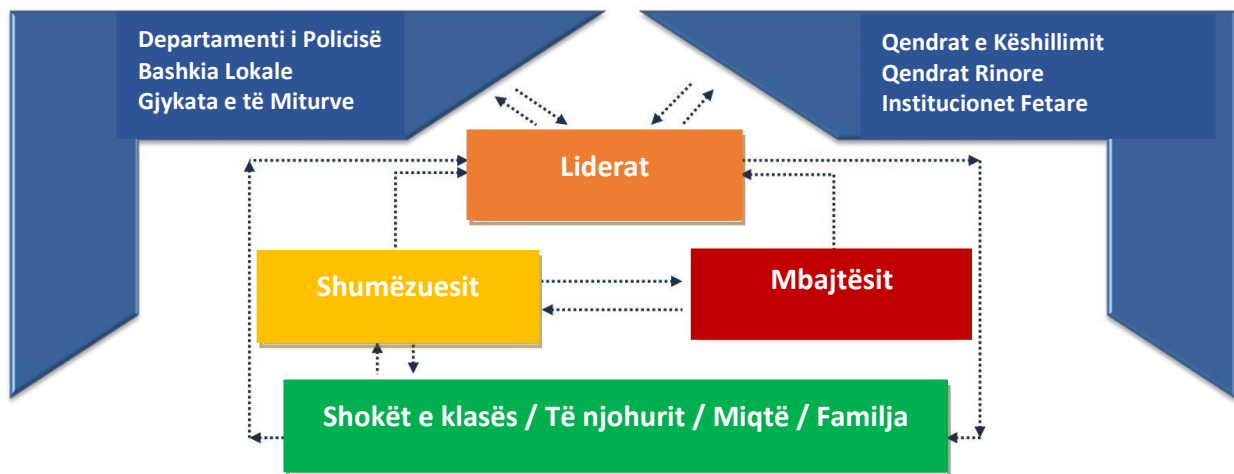 Departamenti i Policisë
Bashkia Lokale
Gjykata e të Miturve
Qendrat e Këshillimit
Qendrat Rinore
Institucionet Fetare
Liderat
Shumëzuesit
Mbajtësit
Shokët e klasës / Të njohurit / Miqtë / Familja